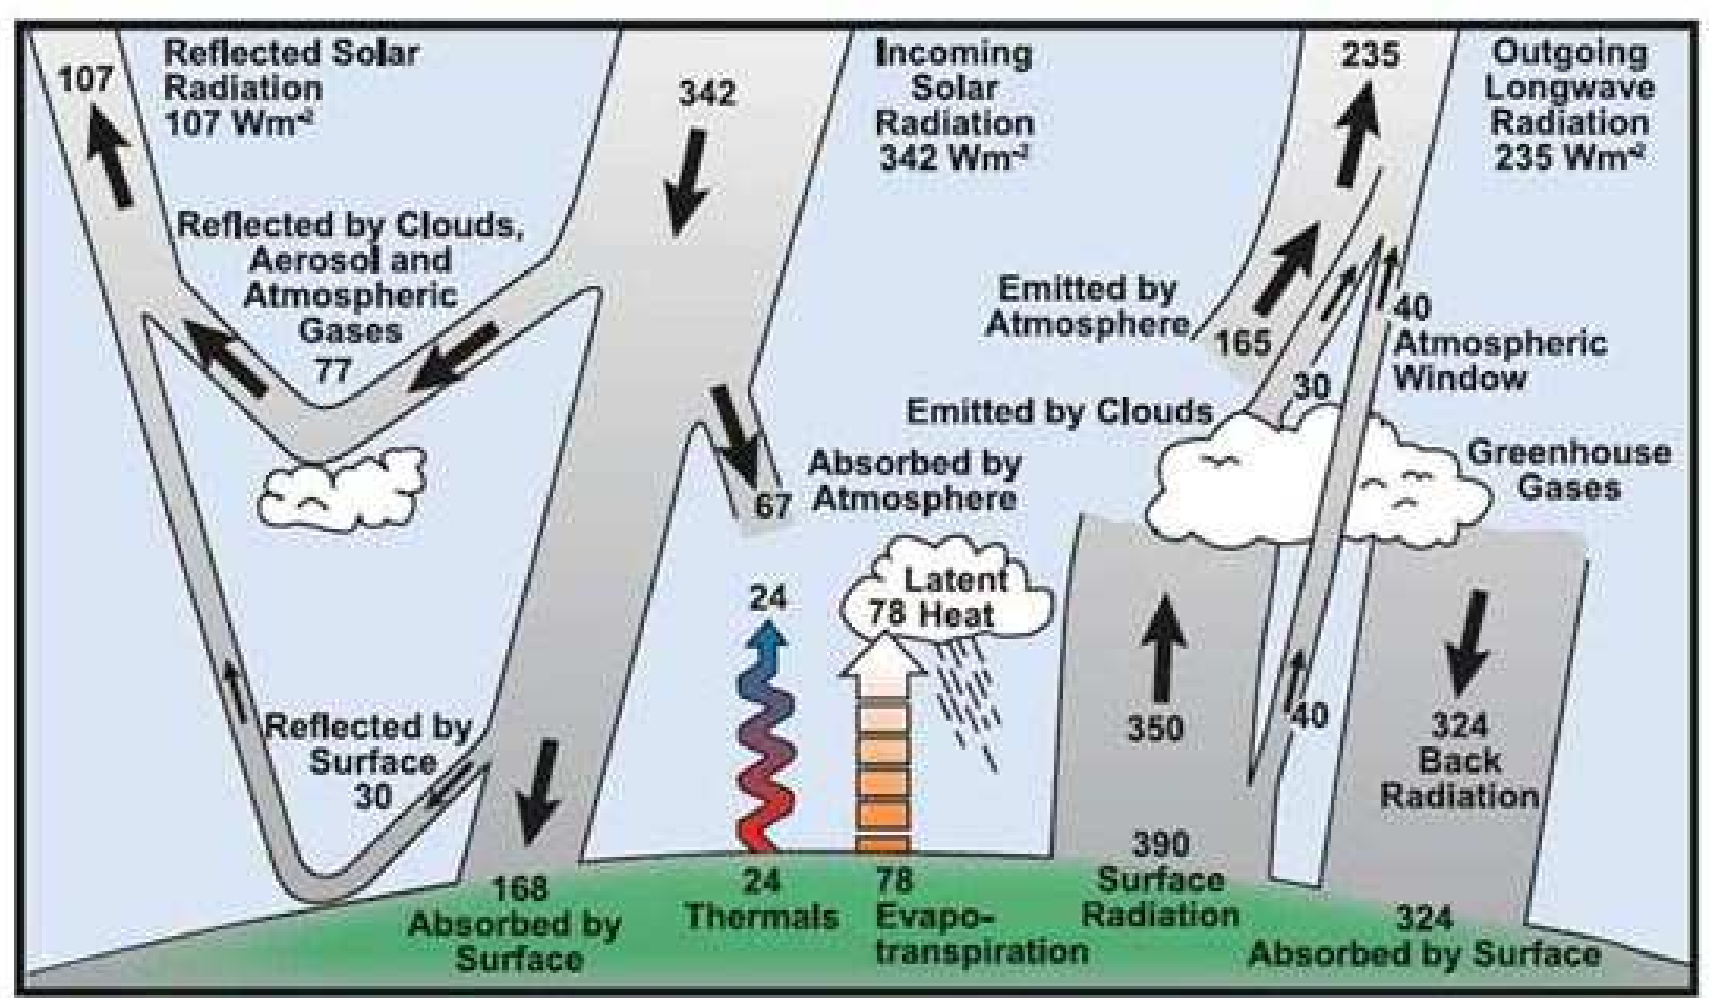 107
Reflected Solar
Radiation
107 Wm⁻²
342
Incoming
Solar
Radiation
342 Wm⁻²
235
Outgoing
Longwave
Radiation
235 Wm⁻²
Reflected by Clouds,
Aerosol and
Atmospheric
Gases
77
Emitted by
Atmosphere
165
40
Atmospheric
Window
30
Emitted by Clouds
Greenhouse
Gases
Absorbed by
Atmosphere
67
24
Latent
78 Heat
350
40
324
Back
Radiation
Reflected by
Surface
30
168
Absorbed by
Surface
24
Thermals
78
Evapo-
transpiration
390
Surface
Radiation
324
Absorbed by Surface